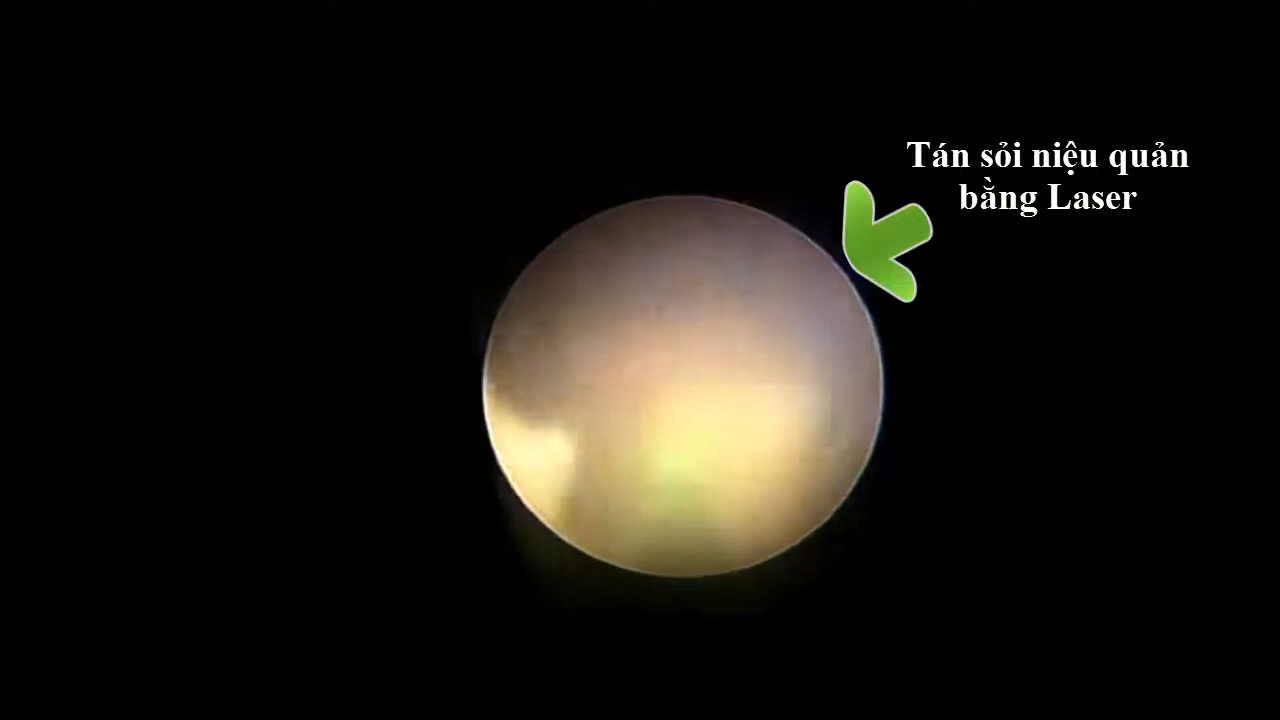 Tán sỏi niệu quản
bằng Laser